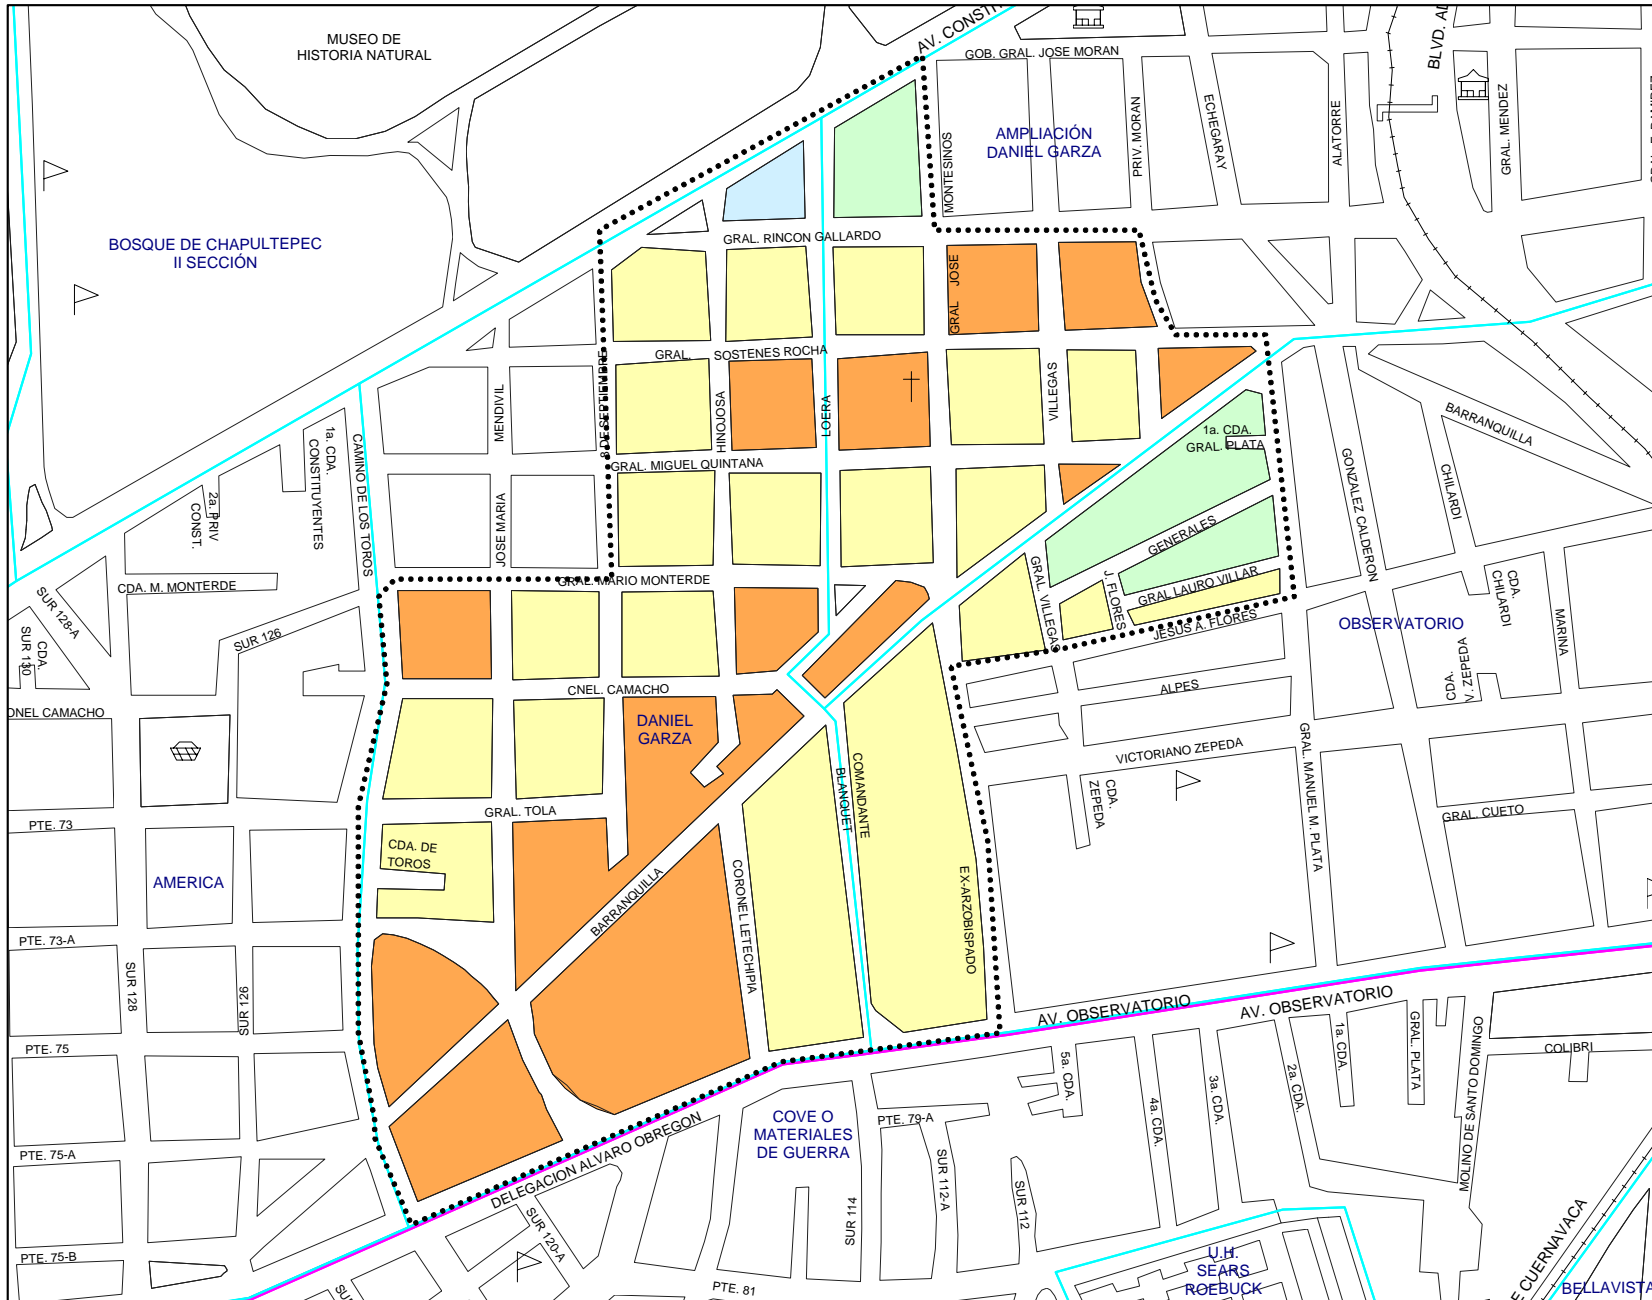 MUSEO DE
HISTORIA NATURAL
GOB. GRAL. JOSE MORAN
BOSQUE DE CHAPULTEPEC
II SECCIÓN
AMPLIACIÓN
DANIEL GARZA
MONTESINOS
PRIV. MORAN
ECHEGARAY
ALATORRE
GRAL. MENDEZ
GRAL. RINCON GALLARDO
GRAL JOSE
GRAL. SOSTENES ROCHA
8 DE SEPTIEMBRE
MENDIVIL
JOSE MARIA
HINOJOSA
LOERA
VILLEGAS
GRAL. MIGUEL QUINTANA
1a. CDA.
GRAL. PLATA
BARRANQUILLA
CHILARDI
GONZALEZ CALDERON
1a. CDA.
CONSTITUYENTES
2a. PRIV
CONST.
CAMINO DE LOS TOROS
GENERALES
GRAL. MARIO MONTERDE
CDA. M. MONTERDE
SUR 128-A
CDA.
SUR 130
SUR 126
GRAL. VILLEGAS
J. FLORES
GRAL LAURO VILLAR
JESUS A. FLORES
OBSERVATORIO
CDA.
CHILARDI
MARINA
CDA.
V. ZEPEDA
ALPES
CNEL. CAMACHO
ONEL CAMACHO
DANIEL
GARZA
VICTORIANO ZEPEDA
CDA.
ZEPEDA
GRAL. MANUEL M. PLATA
GRAL. CUETO
BLANQUET
COMANDANTE
GRAL. TOLA
PTE. 73
CDA. DE
TOROS
AMERICA
BARRANQUILLA
CORONEL LETECHIPIA
EX-ARZOBISPADO
PTE. 73-A
SUR 128
SUR 126
AV. OBSERVATORIO
AV. OBSERVATORIO
PTE. 75
5a. CDA.
4a. CDA.
3a. CDA.
2a. CDA.
1a. CDA.
GRAL. PLATA
MOLINO DE SANTO DOMINGO
COLIBRI
COVE O
MATERIALES
DE GUERRA
PTE. 79-A
DELEGACION ALVARO OBREGON
PTE. 75-A
SUR 120-A
SUR 114
SUR 112-A
SUR 112
PTE. 75-B
PTE. 81
U.H.
SEARS
ROEBUCK
E CUERNAVACA
BELLAVISTA